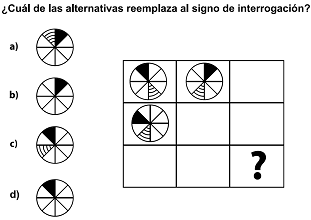 ¿Cuál de las alternativas reemplaza al signo de interrogación?
a)
b)
c)
d)
?